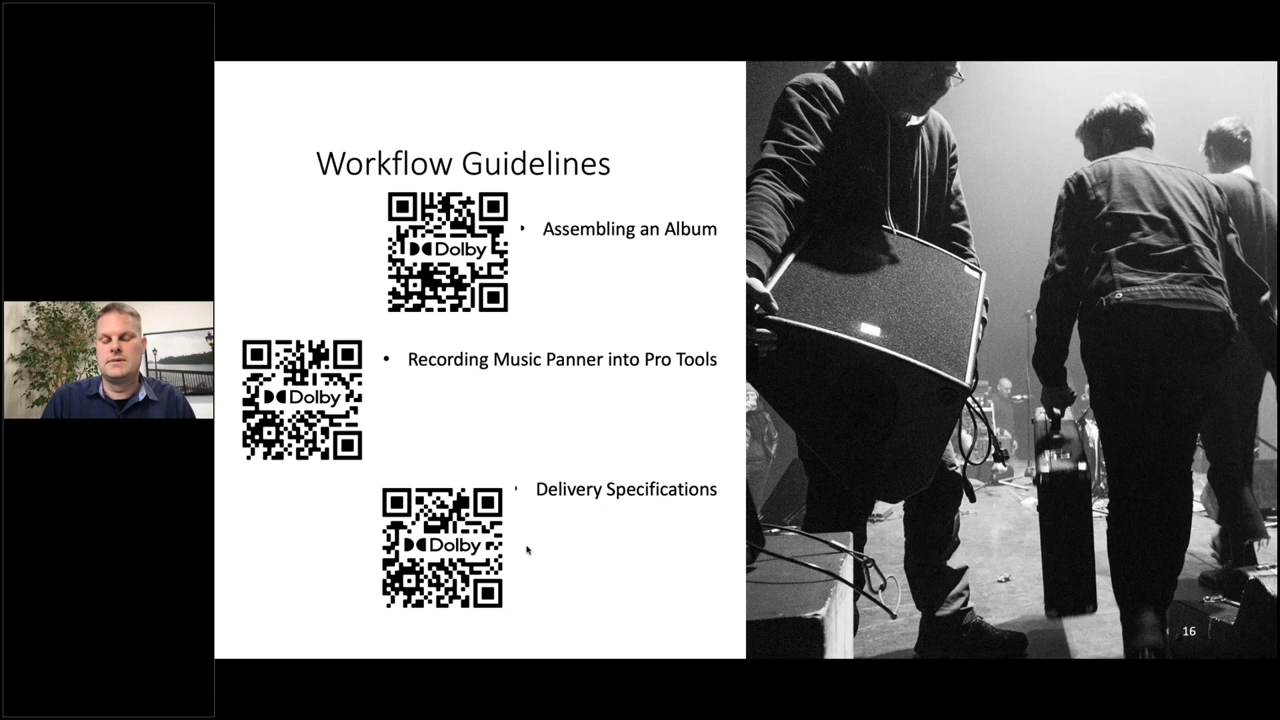 Workflow Guidelines
Dolby
• Assembling an Album
Dolby
• Recording Music Panner into Pro Tools
Dolby
• Delivery Specifications
16